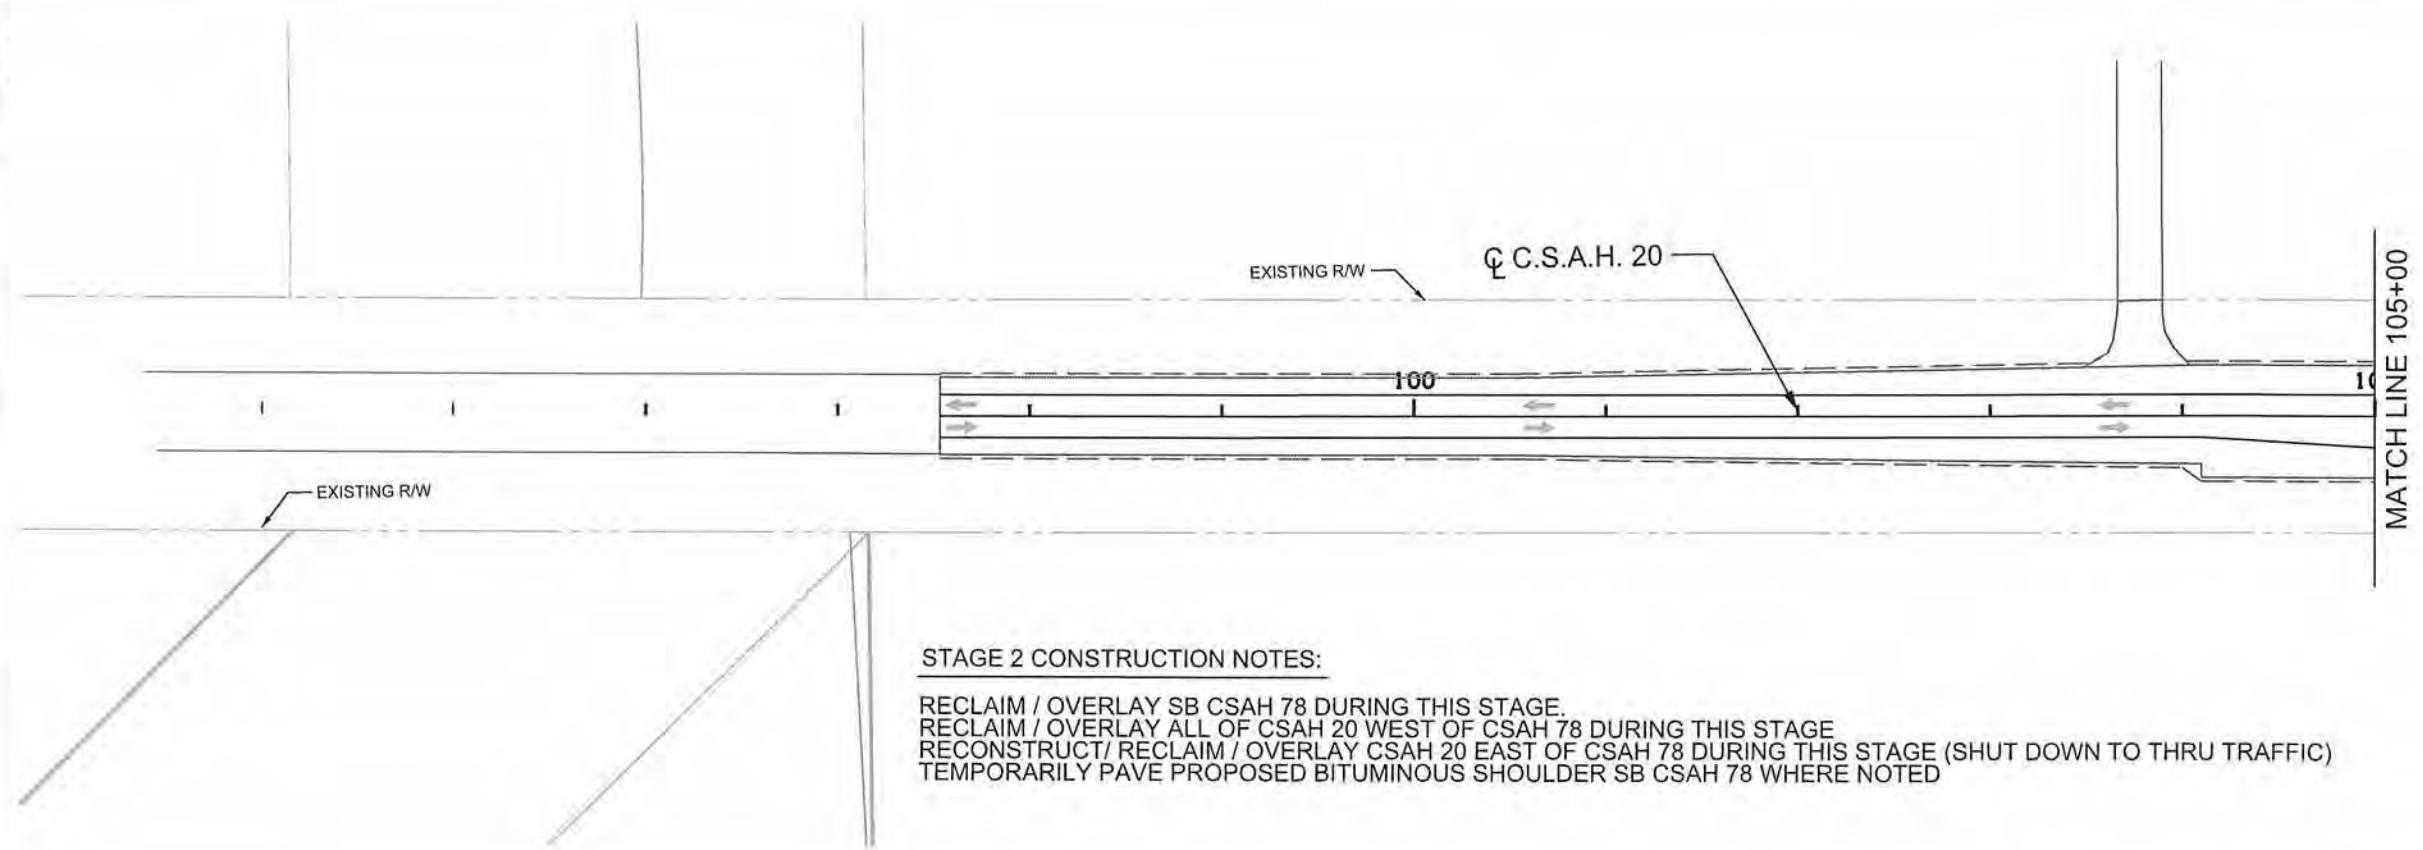 EXISTING R/W
℄ C.S.A.H. 20
MATCH LINE 105+00
100
10
EXISTING R/W
STAGE 2 CONSTRUCTION NOTES:
RECLAIM / OVERLAY SB CSAH 78 DURING THIS STAGE.
RECLAIM / OVERLAY ALL OF CSAH 20 WEST OF CSAH 78 DURING THIS STAGE
RECONSTRUCT/ RECLAIM / OVERLAY CSAH 20 EAST OF CSAH 78 DURING THIS STAGE (SHUT DOWN TO THRU TRAFFIC)
TEMPORARILY PAVE PROPOSED BITUMINOUS SHOULDER SB CSAH 78 WHERE NOTED